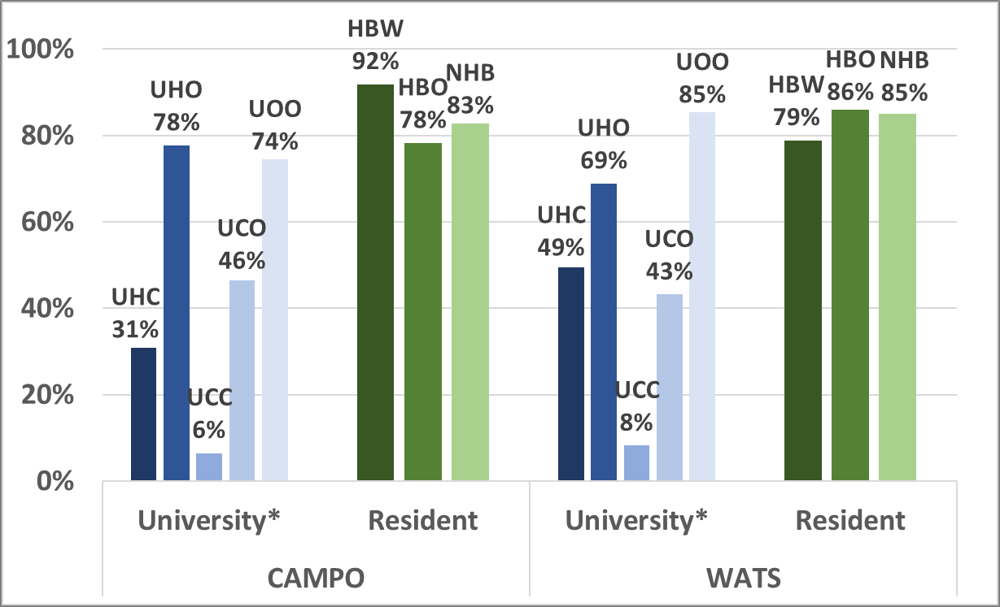 100%
80%
60%
40%
20%
0%
UHC
31%
UHO
78%
UCC
6%
UCO
46%
UOO
74%
HBW
92%
HBO
78%
NHB
83%
UHC
49%
UHO
69%
UCC
8%
UCO
43%
UOO
85%
HBW
79%
HBO
86%
NHB
85%
University*
Resident
University*
Resident
CAMPO
WATS